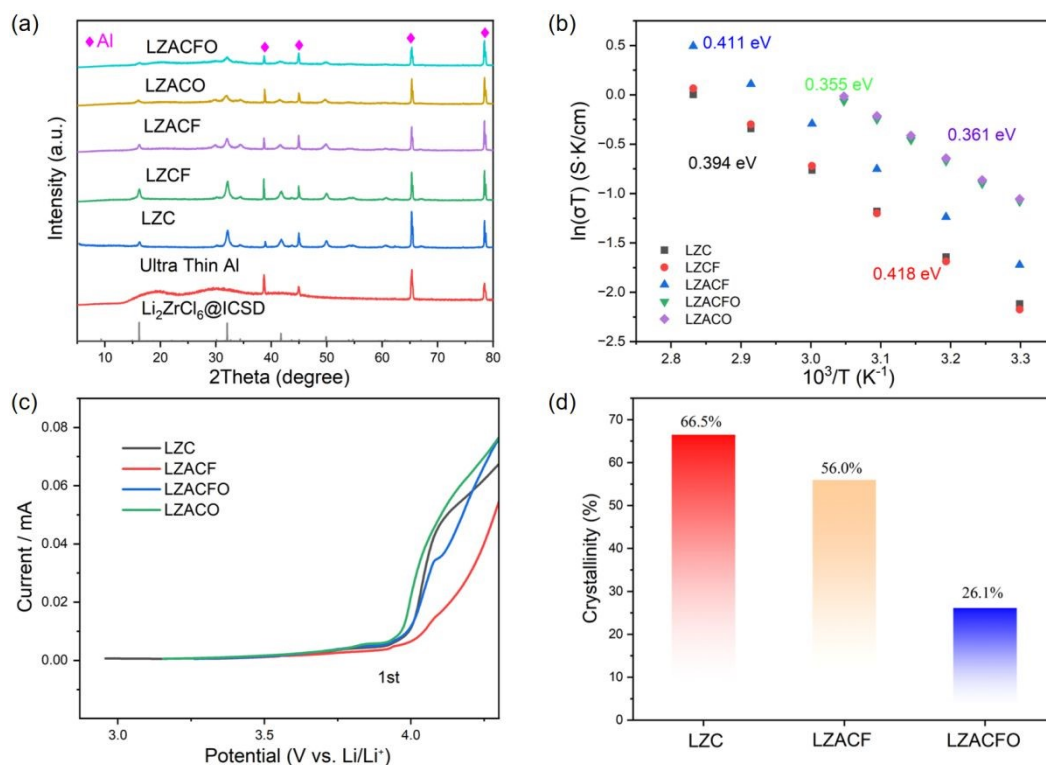 (a)
◆Al
LZACFO
LZACO
LZACF
LZCF
LZC
Ultra Thin Al
Li₂ZrCl₆@ICSD
Intensity (a.u.)
10 20 30 40 50 60 70 80
2Theta (degree)
(b)
0.5
0.0
-0.5
-1.0
-1.5
-2.0
-2.5
ln(σT) (S·K/cm)
0.411 eV
0.355 eV
0.361 eV
0.394 eV
0.418 eV
LZC
LZCF
LZACF
LZACFO
LZACO
2.8 2.9 3.0 3.1 3.2 3.3
10³/T (K⁻¹)
(c)
0.08
0.06
0.04
0.02
0.00
Current / mA
LZC
LZACF
LZACFO
LZACO
1st
3.0 3.5 4.0
Potential (V vs. Li/Li⁺)
(d)
70
60
50
40
30
20
10
0
Crystallinity (%)
66.5%
56.0%
26.1%
LZC LZACF LZACFO